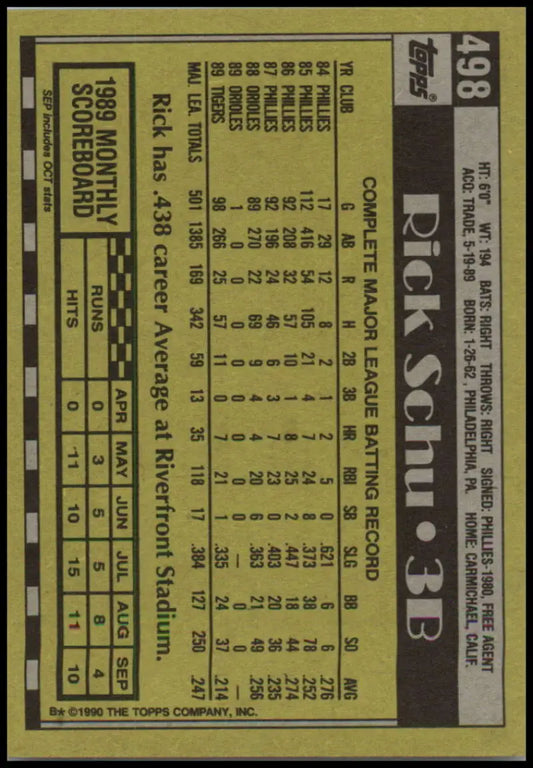 498
topps®
Rick Schu • 3B
HT: 6'0" WT: 194 BATS: RIGHT THROWS: RIGHT SIGNED: PHILLIES-1980, FREE AGENT
ACQ: TRADE, 5-19-89 BORN: 1-26-62, PHILADELPHIA, PA. HOME: CARMICHAEL, CALIF.
COMPLETE MAJOR LEAGUE BATTING RECORD
YR CLUB G AB R H 2B 3B HR RBI SB SLG BB SO AVG
84 PHILLIES 17 29 12 8 2 1 2 5 0 .621 6 6 .276
85 PHILLIES 112 416 54 105 21 4 7 24 8 .373 38 78 .252
86 PHILLIES 92 208 32 57 10 1 8 25 2 .447 18 44 .274
87 PHILLIES 92 196 24 46 6 3 7 23 0 .403 20 36 .235
88 ORIOLES 89 270 22 69 9 4 4 20 6 .363 21 49 .256
89 ORIOLES 1 0 0 0 0 0 0 0 0 — 0 0 —
89 TIGERS 98 266 25 57 11 0 7 21 1 .335 24 37 .214
MAJ. LEA. TOTALS 501 1385 169 342 59 13 35 118 17 .384 127 250 .247
Rick has .438 career Average at Riverfront Stadium.
1989 MONTHLY
SCOREBOARD
APR MAY JUN JUL AUG SEP
RUNS 0 3 5 5 8 4
HITS 0 11 10 15 11 10
SEP includes OCT stats
B* ©1990 THE TOPPS COMPANY, INC.